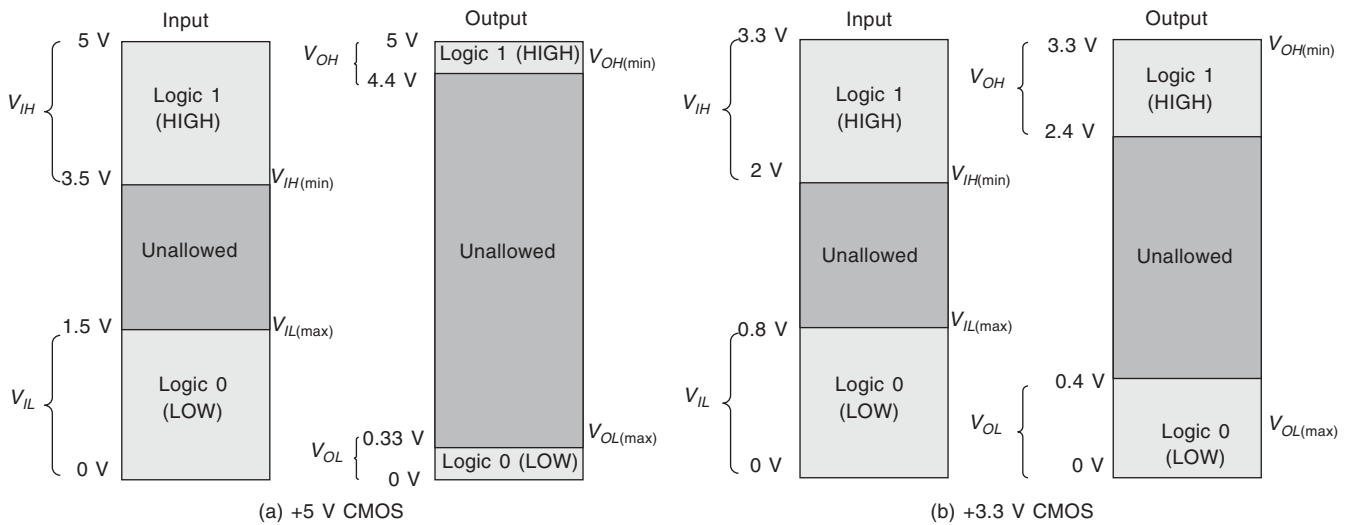 Input
Output
5 V
V_IH
Logic 1
(HIGH)
3.5 V
V_IH(min)
Unallowed
1.5 V
V_IL(max)
V_IL
Logic 0
(LOW)
0 V
5 V
V_OH
Logic 1 (HIGH)
V_OH(min)
4.4 V
Unallowed
0.33 V
V_OL(max)
V_OL
Logic 0 (LOW)
0 V
(a) +5 V CMOS
Input
Output
3.3 V
V_IH
Logic 1
(HIGH)
2 V
V_IH(min)
Unallowed
0.8 V
V_IL(max)
V_IL
Logic 0
(LOW)
0 V
3.3 V
V_OH(min)
V_OH
Logic 1
(HIGH)
2.4 V
Unallowed
0.4 V
V_OL
V_OL(max)
Logic 0
(LOW)
0 V
(b) +3.3 V CMOS